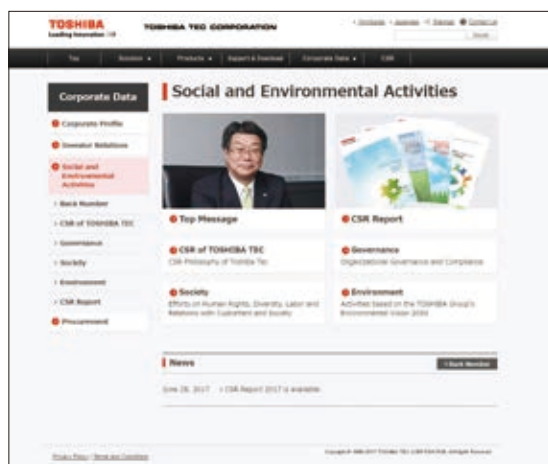 TOSHIBA
Leading Innovation
TOSHIBA TEC CORPORATION
Contact Us
Top
Products
Support & Download
Corporate Data
CSR
Corporate Data
Social and Environmental Activities
Corporate Profile
Investor Relations
Social and
Environmental
Activities
Back Number
CSR of TOSHIBA TEC
Governance
Society
Environment
CSR Report
Procurement
Top Message
CSR Report
CSR of TOSHIBA TEC
CSR Philosophy of Toshiba Tec
Governance
Organizational Governance and Compliance
Society
Efforts on Human Rights, Diversity, Labor and
Relations with Customers and Society
Environment
Activities based on the TOSHIBA Group's
Environmental Vision 2050
News
Back Number
June 28, 2017
CSR Report 2017 is available
Privacy Policy
Terms and Conditions